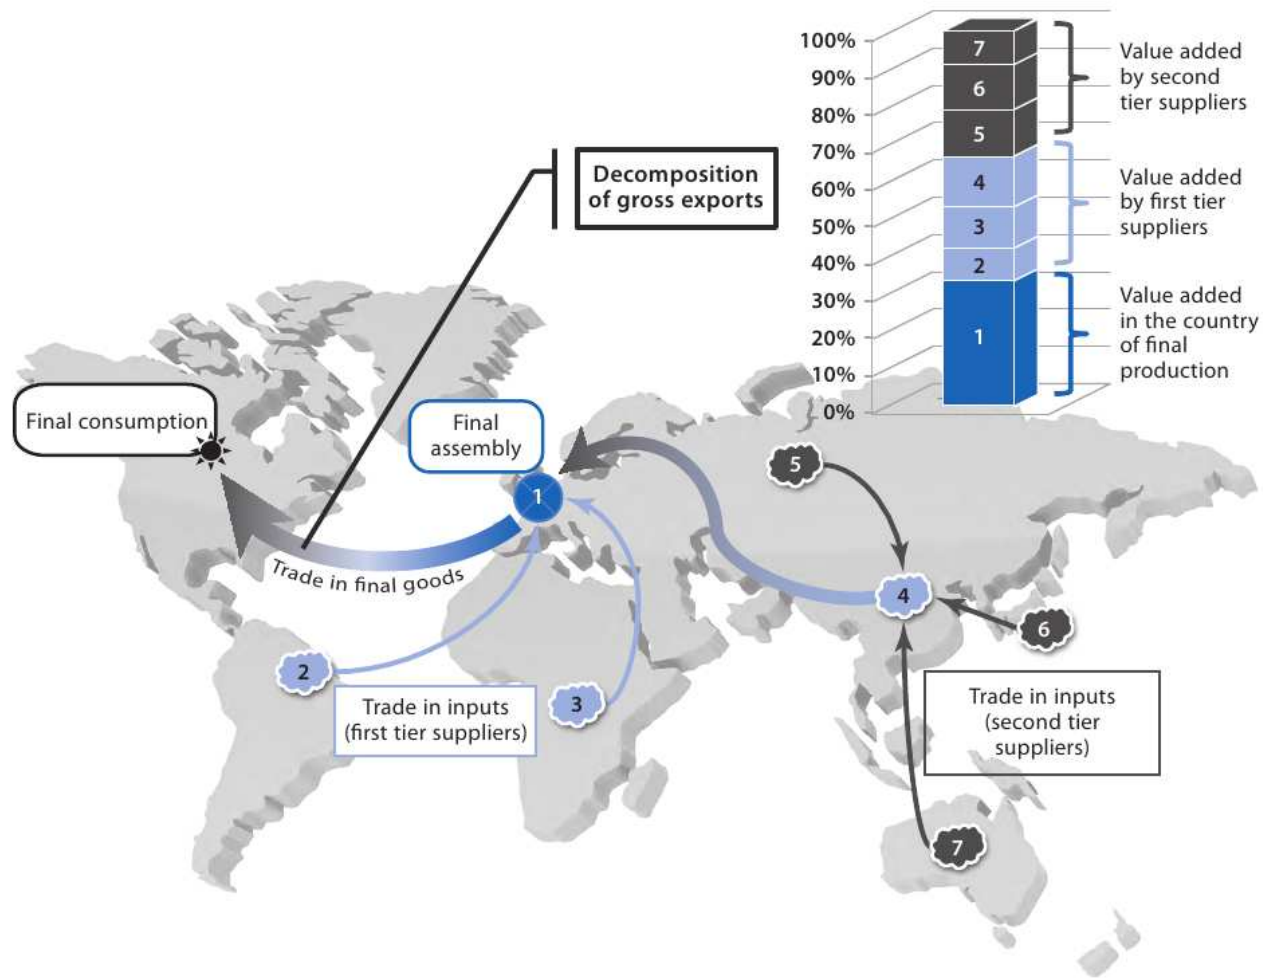 100%
90%
80%
70%
60%
50%
40%
30%
20%
10%
0%
7
6
5
4
3
2
1
Value added
by second
tier suppliers
Value added
by first tier
suppliers
Value added
in the country
of final
production
Decomposition
of gross exports
Final consumption
Final
assembly
1
Trade in final goods
5
4
6
2
3
7
Trade in inputs
(first tier suppliers)
Trade in inputs
(second tier
suppliers)